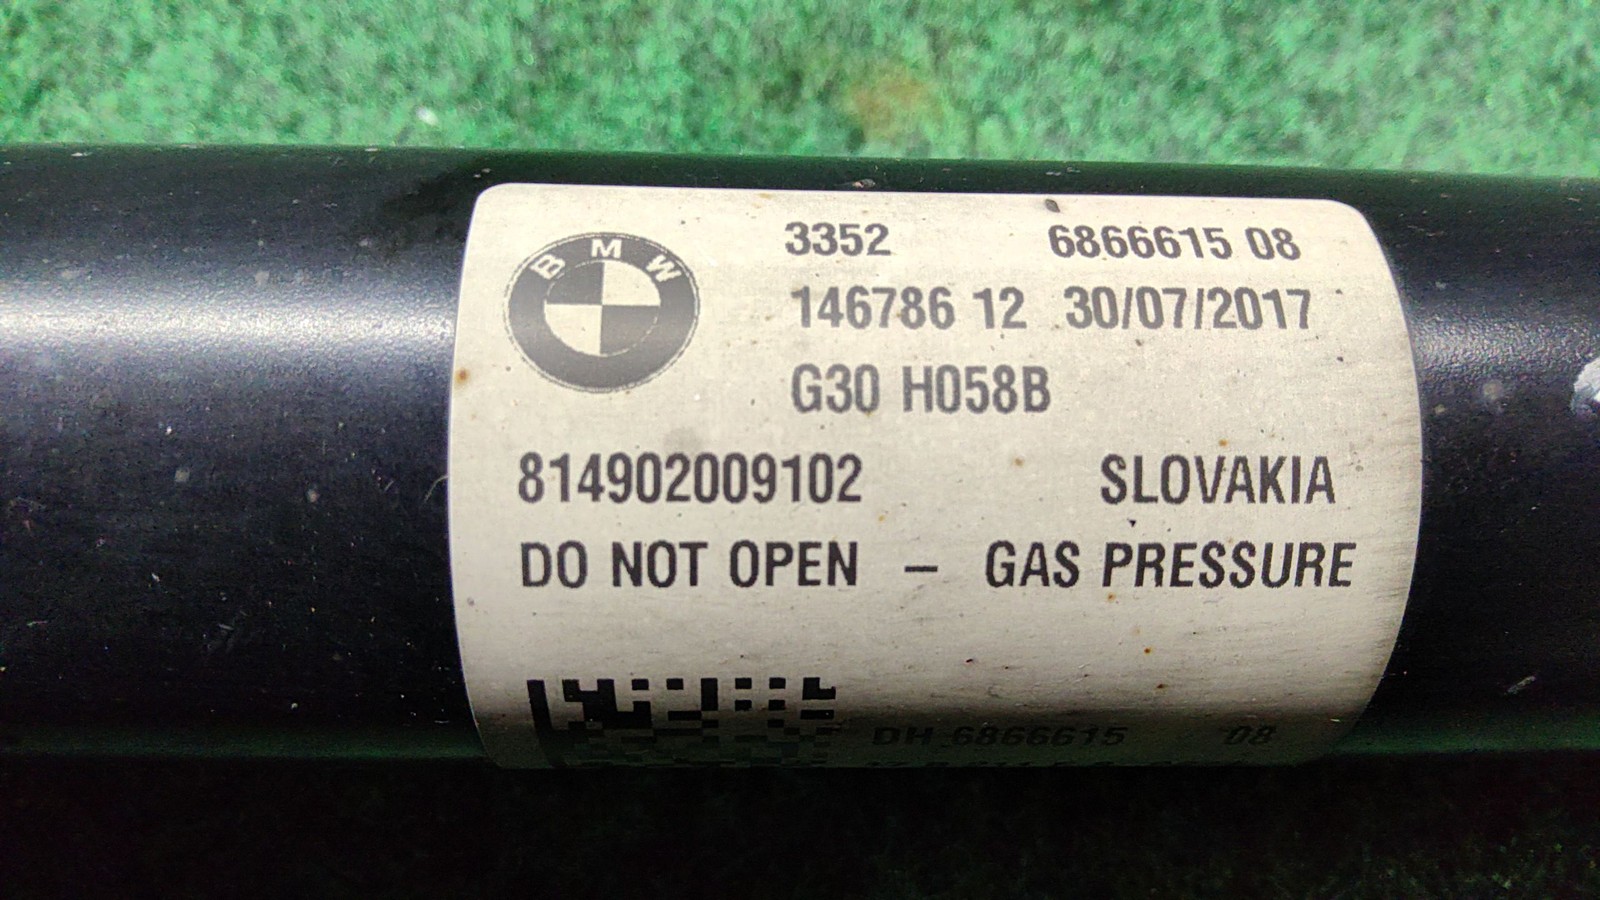 BMW
3352 6866615 08
146786 12 30/07/2017
G30 H058B
814902009102 SLOVAKIA
DO NOT OPEN – GAS PRESSURE
DH 6866615 08